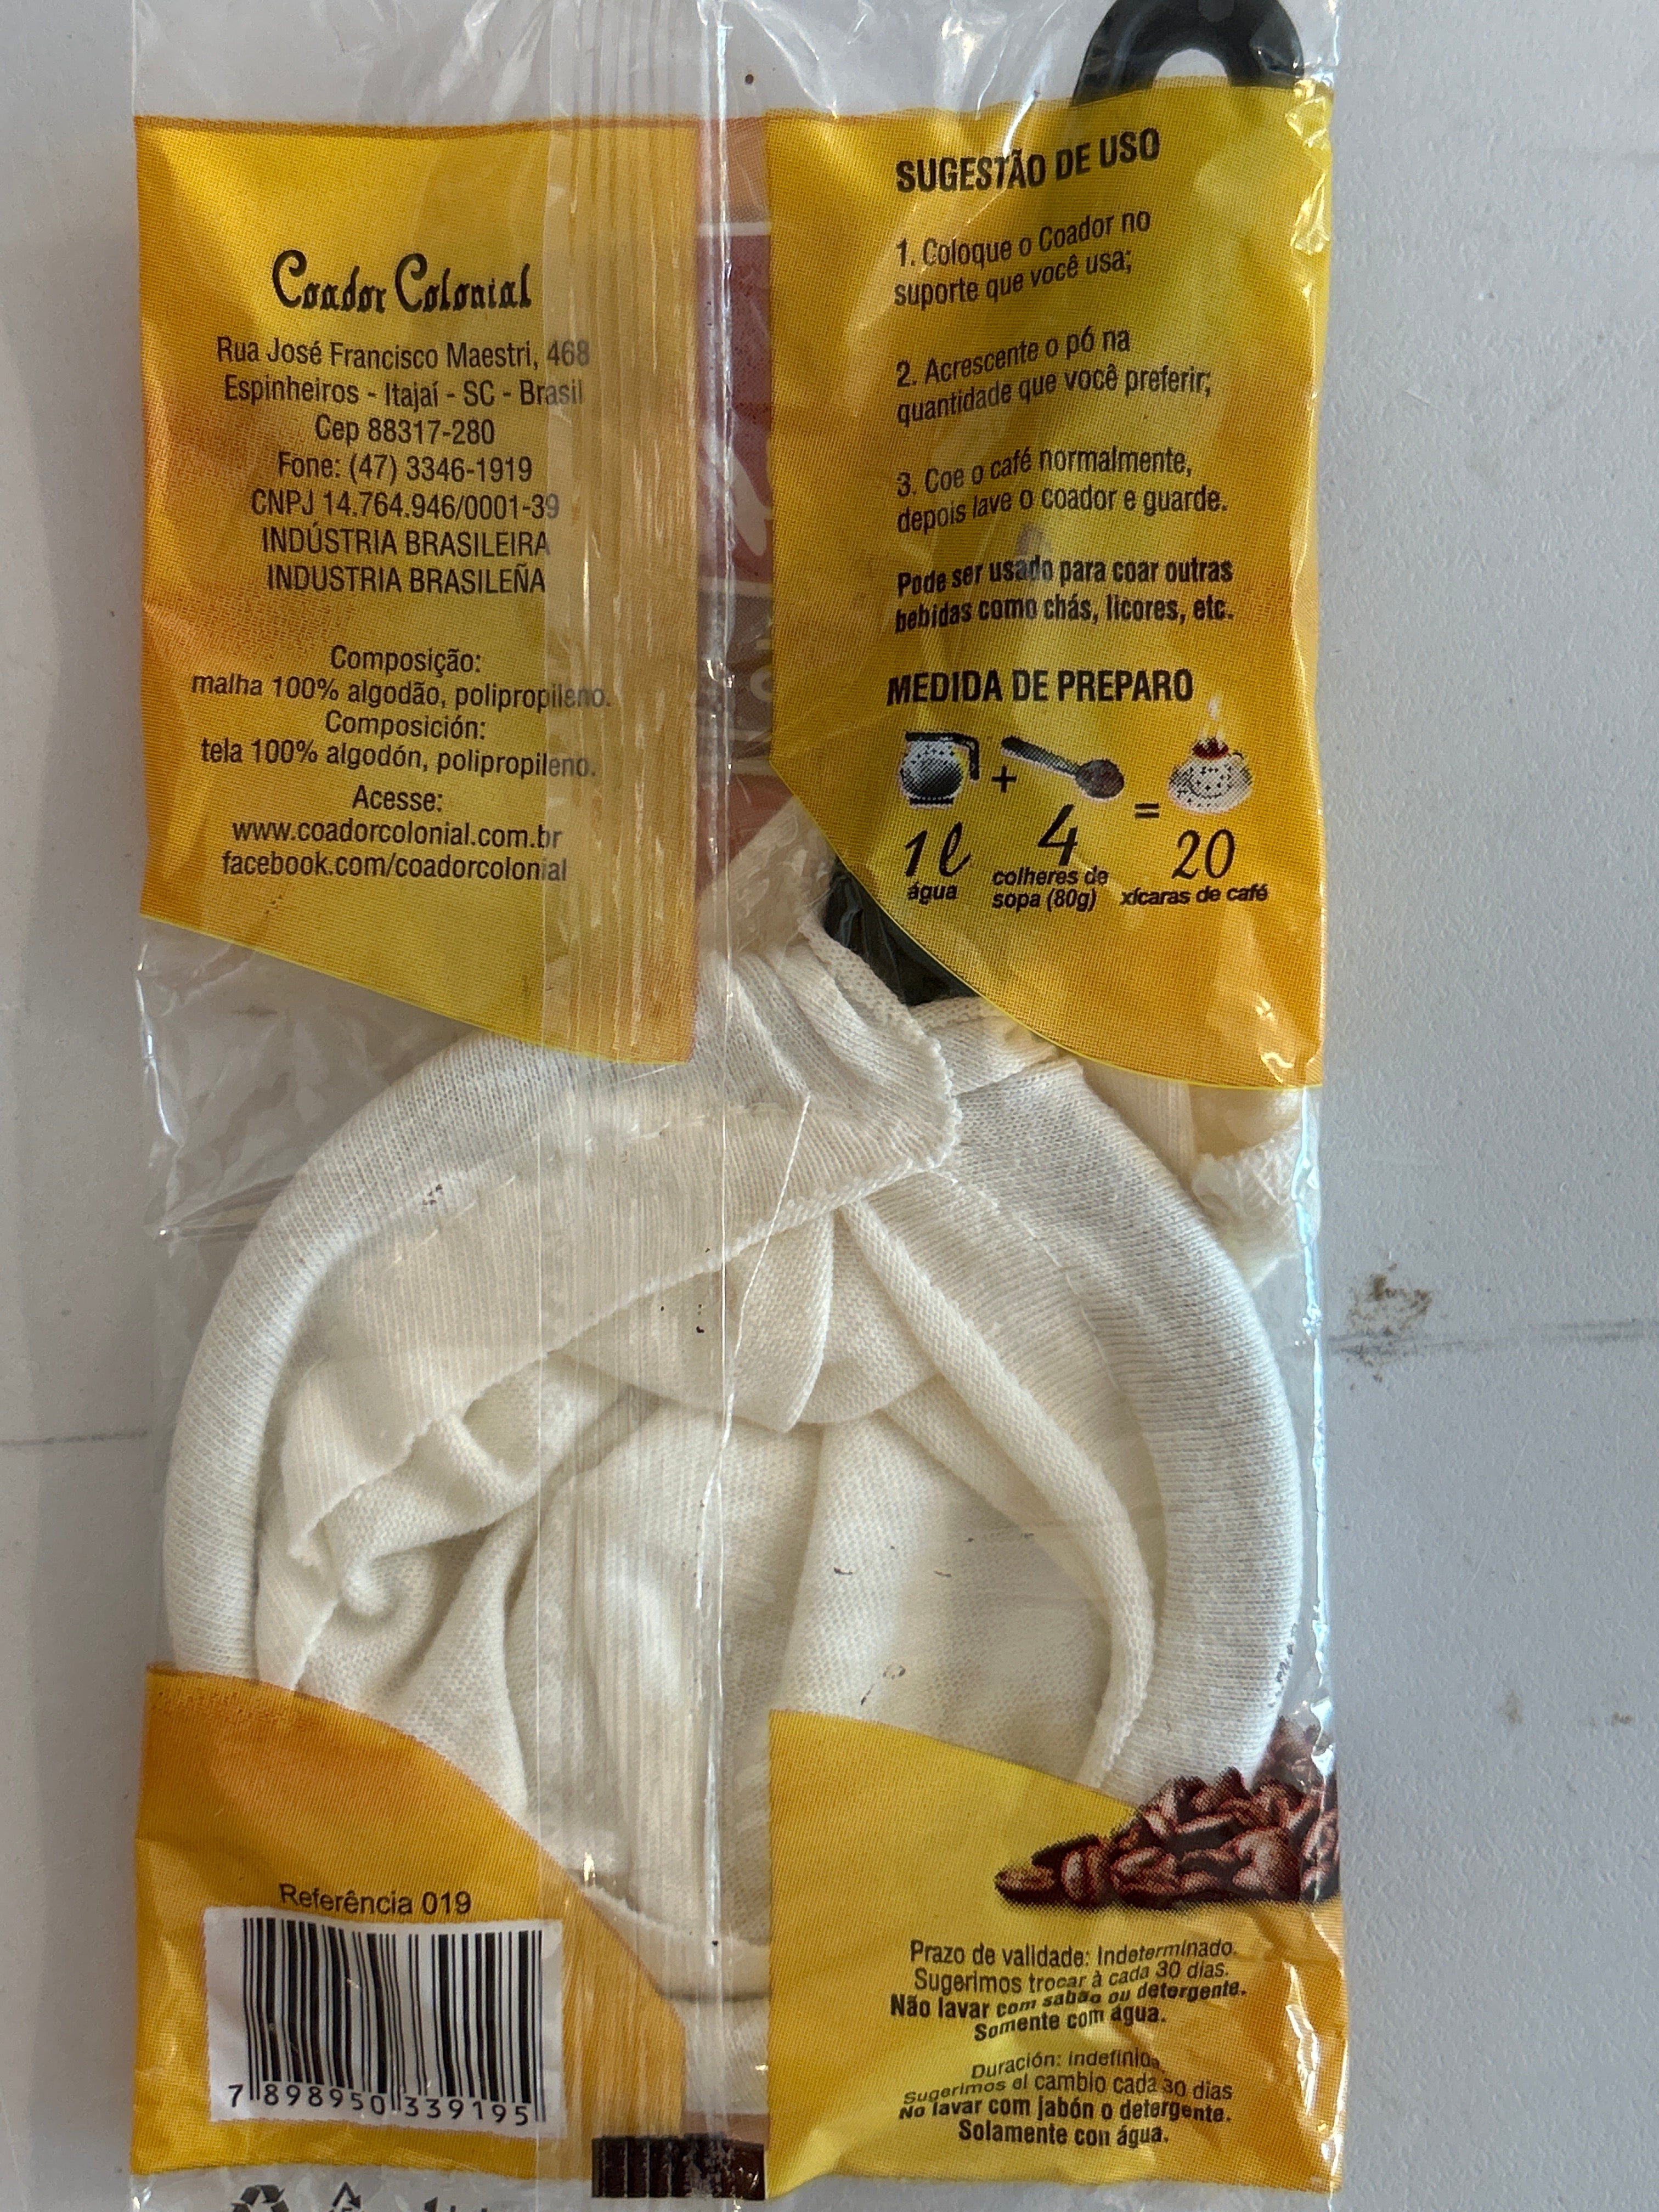 Coador Colonial
Rua José Francisco Maestri, 468
Espinheiros - Itajaí - SC - Brasil
Cep 88317-280
Fone: (47) 3346-1919
CNPJ 14.764.946/0001-39
INDÚSTRIA BRASILEIRA
INDUSTRIA BRASILEÑA
Composição:
malha 100% algodão, polipropileno.
Composición:
tela 100% algodón, polipropileno.
Acesse:
www.coadorcolonial.com.br
facebook.com/coadorcolonial
SUGESTÃO DE USO
1. Coloque o Coador no
suporte que você usa;
2. Acrescente o pó na
quantidade que você preferir;
3. Coe o café normalmente,
depois lave o coador e guarde.
Pode ser usado para coar outras
bebidas como chás, licores, etc.
MEDIDA DE PREPARO
+ =
1l 4 20
água colheres de sopa (80g) xícaras de café
Referência 019
7 898950 339195
Prazo de validade: Indeterminado.
Sugerimos trocar à cada 30 dias.
Não lavar com sabão ou detergente.
Somente com água.
Duración: indefinido
Sugerimos el cambio cada 30 dias
No lavar com jabón o detergente.
Solamente con água.